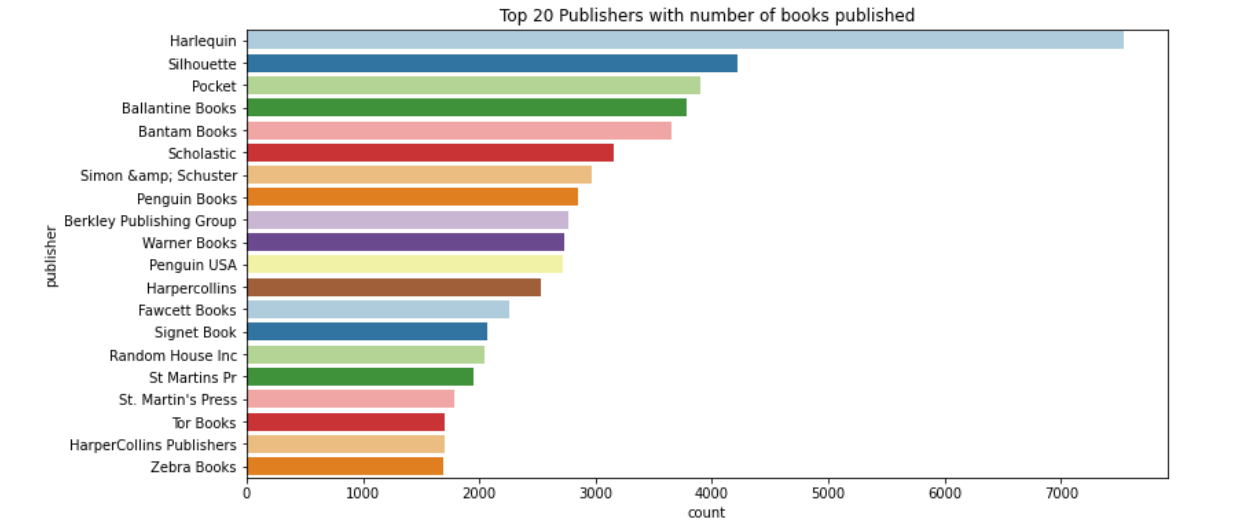 Top 20 Publishers with number of books published
Harlequin
Silhouette
Pocket
Ballantine Books
Bantam Books
Scholastic
Simon &amp; Schuster
Penguin Books
Berkley Publishing Group
Warner Books
Penguin USA
Harpercollins
Fawcett Books
Signet Book
Random House Inc
St Martins Pr
St. Martin's Press
Tor Books
HarperCollins Publishers
Zebra Books
publisher
0 1000 2000 3000 4000 5000 6000 7000
count